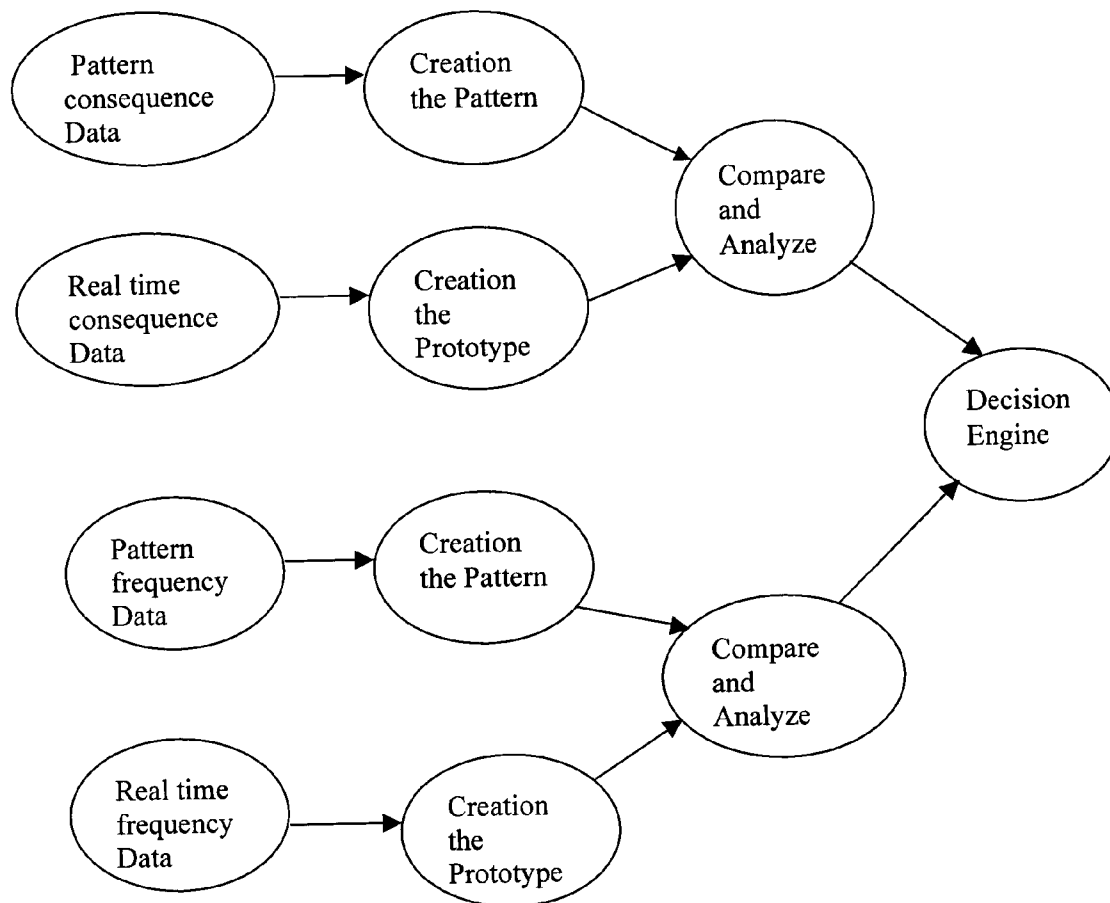 Pattern
consequence
Data
Creation
the Pattern
Compare
and
Analyze
Real time
consequence
Data
Creation
the
Prototype
Decision
Engine
Pattern
frequency
Data
Creation
the Pattern
Compare
and
Analyze
Real time
frequency
Data
Creation
the
Prototype